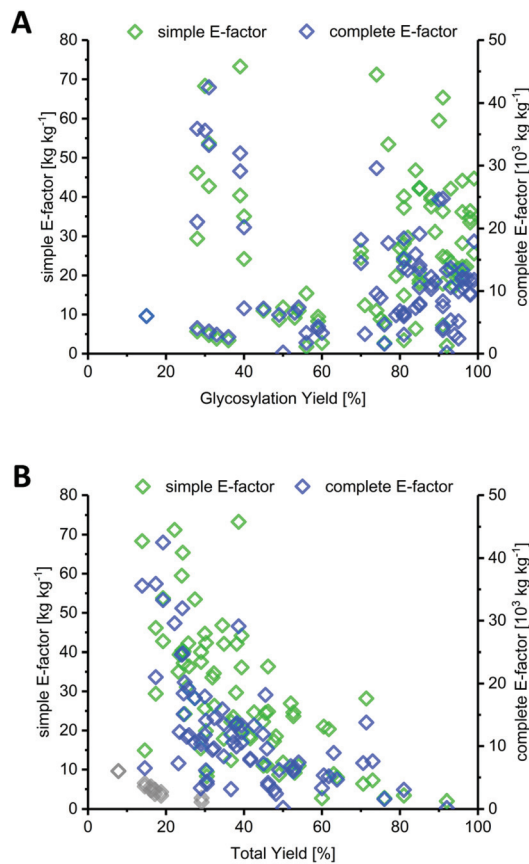 A
simple E-factor complete E-factor
80
70
60
50
40
30
20
10
0
simple E-factor [kg kg⁻¹]
50
40
30
20
10
0
complete E-factor [10³ kg kg⁻¹]
0 20 40 60 80 100
Glycosylation Yield [%]
B
simple E-factor complete E-factor
80
70
60
50
40
30
20
10
0
simple E-factor [kg kg⁻¹]
50
40
30
20
10
0
complete E-factor [10³ kg kg⁻¹]
0 20 40 60 80 100
Total Yield [%]